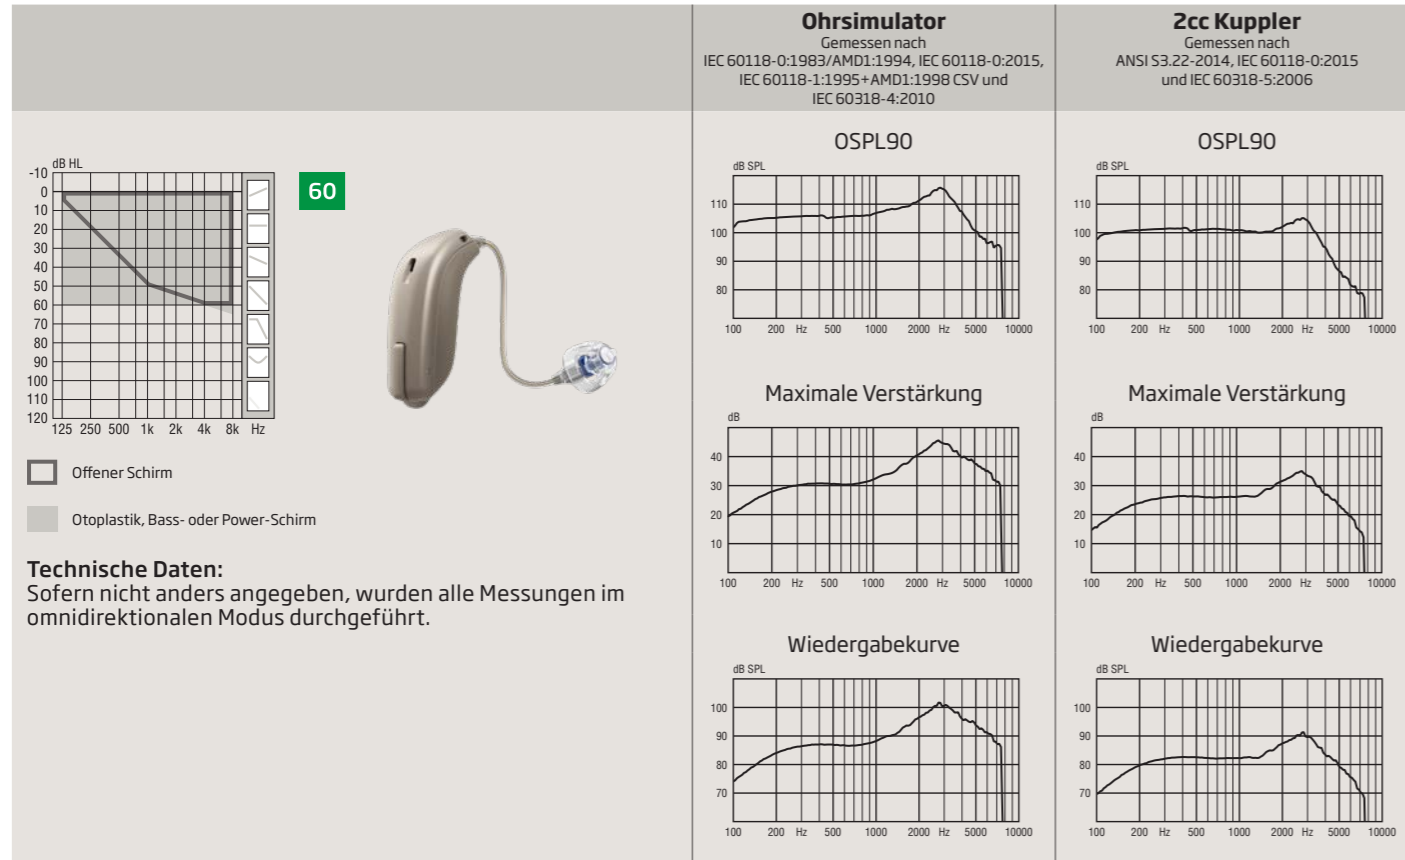 Ohrsimulator
Gemessen nach
IEC 60118-0:1983/AMD1:1994, IEC 60118-0:2015,
IEC 60118-1:1995+AMD1:1998 CSV und
IEC 60318-4:2010
2cc Kuppler
Gemessen nach
ANSI S3.22-2014, IEC 60118-0:2015
und IEC 60318-5:2006
dB HL
-10
0
10
20
30
40
50
60
70
80
90
100
110
120
125 250 500 1k 2k 4k 8k Hz
60
Offener Schirm
Otoplastik, Bass- oder Power-Schirm
Technische Daten:
Sofern nicht anders angegeben, wurden alle Messungen im
omnidirektionalen Modus durchgeführt.
OSPL90
dB SPL
110
100
90
80
100 200 Hz 500 1000 2000 Hz 5000 10000
Maximale Verstärkung
dB
40
30
20
10
100 200 Hz 500 1000 2000 Hz 5000 10000
Wiedergabekurve
dB SPL
100
90
80
70
100 200 Hz 500 1000 2000 Hz 5000 10000
OSPL90
dB SPL
110
100
90
80
100 200 Hz 500 1000 2000 Hz 5000 10000
Maximale Verstärkung
dB
40
30
20
10
100 200 Hz 500 1000 2000 Hz 5000 10000
Wiedergabekurve
dB SPL
100
90
80
70
100 200 Hz 500 1000 2000 Hz 5000 10000